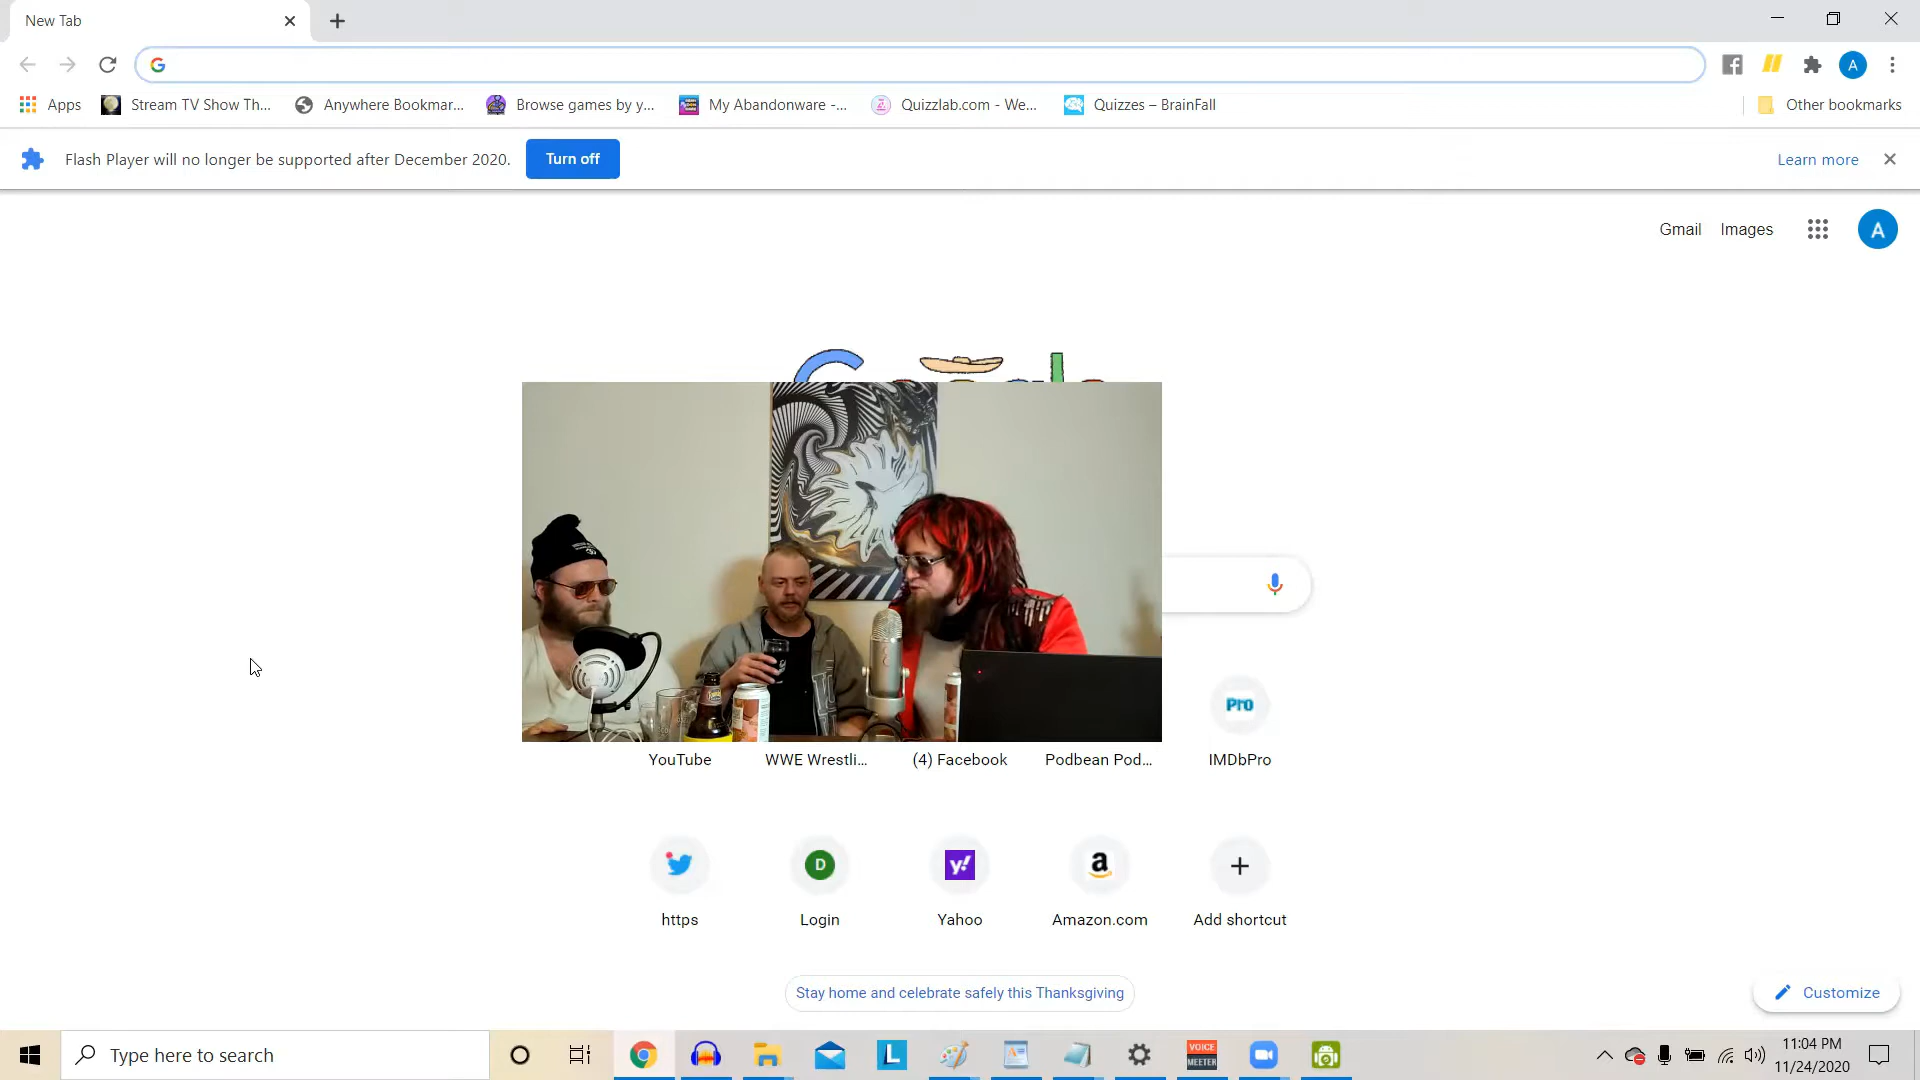 New Tab
Apps Stream TV Show Th... Anywhere Bookmar... Browse games by y... My Abandonware -... Quizzlab.com - We... Quizzes – BrainFall Other bookmarks
A
Flash Player will no longer be supported after December 2020. Turn off Learn more
Gmail Images A
Pro
YouTube WWE Wrestli... (4) Facebook Podbean Pod... IMDbPro
D y! a
https Login Yahoo Amazon.com Add shortcut
Stay home and celebrate safely this Thanksgiving
Customize
Type here to search
L
VOICE
MEETER
11:04 PM
11/24/2020